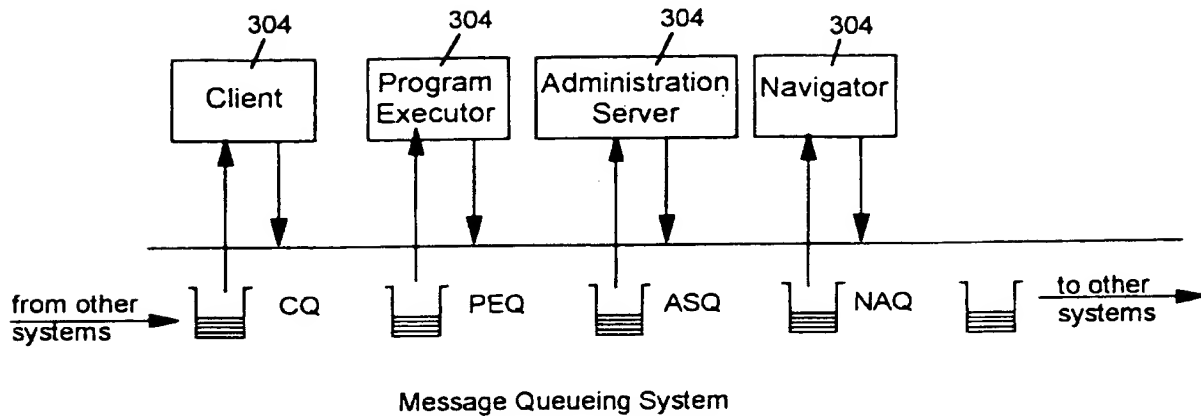 304 304 304 304
Client
Program
Executor
Administration
Server
Navigator
from other
systems
CQ
PEQ
ASQ
NAQ
to other
systems
Message Queueing System